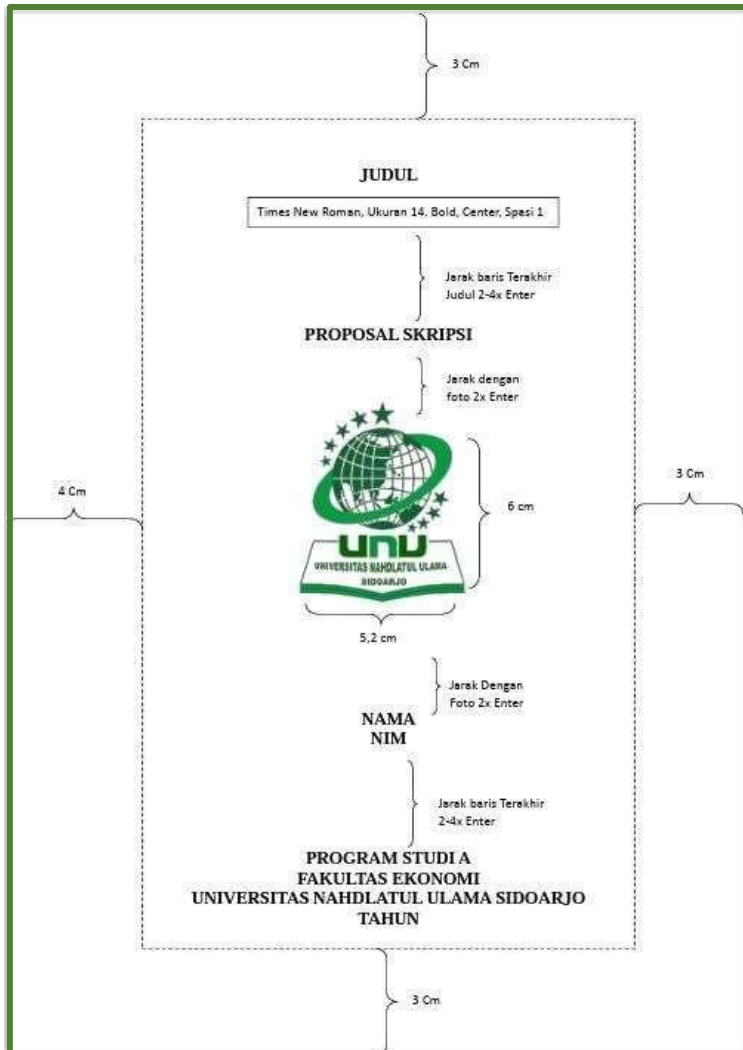 3 Cm
JUDUL
Times New Roman, Ukuran 14. Bold, Center, Spasi 1
Jarak baris Terakhir
Judul 2-4x Enter
PROPOSAL SKRIPSI
Jarak dengan
foto 2x Enter
4 Cm
6 cm
3 Cm
UNU
UNIVERSITAS NAHDLATUL ULAMA
SIDOARJO
5,2 cm
Jarak Dengan
Foto 2x Enter
NAMA
NIM
Jarak baris Terakhir
2-4x Enter
PROGRAM STUDI A
FAKULTAS EKONOMI
UNIVERSITAS NAHDLATUL ULAMA SIDOARJO
TAHUN
3 Cm